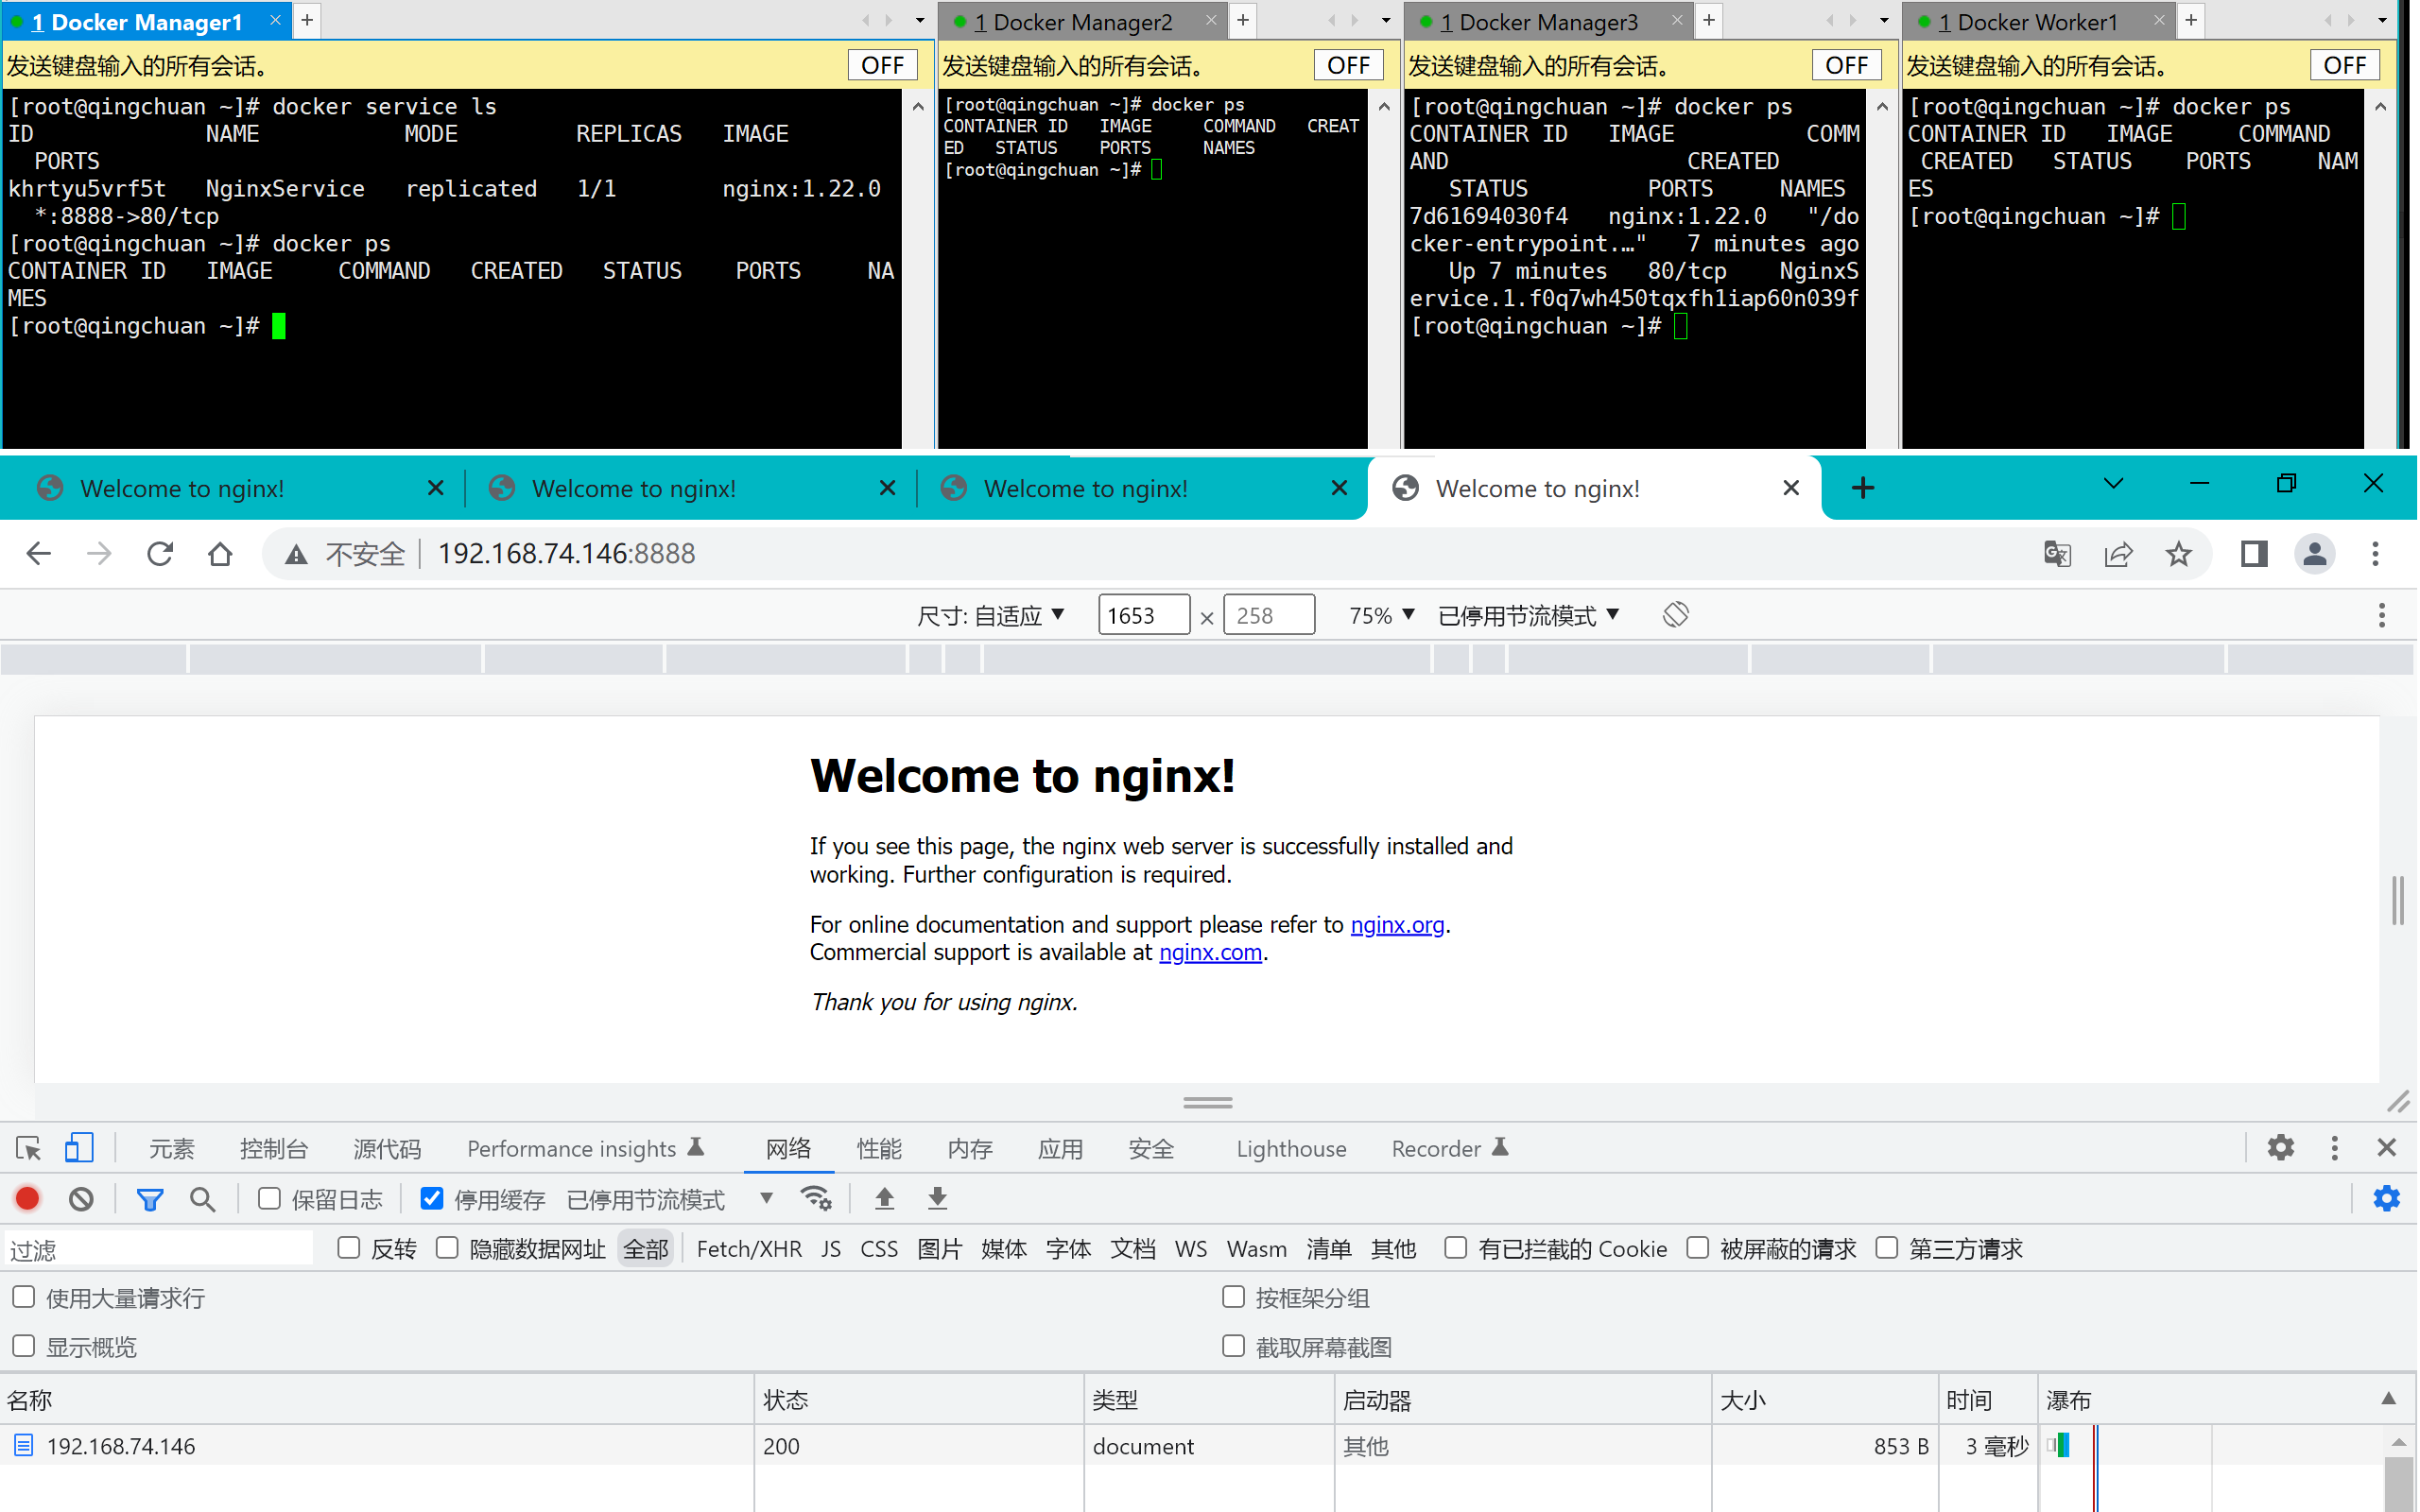 1 Docker Manager1
发送键盘输入的所有会话。 OFF
[root@qingchuan ~]# docker service ls
ID NAME MODE REPLICAS IMAGE
PORTS
khrtyu5vrf5t NginxService replicated 1/1 nginx:1.22.0
*:8888->80/tcp
[root@qingchuan ~]# docker ps
CONTAINER ID IMAGE COMMAND CREATED STATUS PORTS NA
MES
[root@qingchuan ~]#
1 Docker Manager2
发送键盘输入的所有会话。 OFF
[root@qingchuan ~]# docker ps
CONTAINER ID IMAGE COMMAND CREAT
ED STATUS PORTS NAMES
[root@qingchuan ~]#
1 Docker Manager3
发送键盘输入的所有会话。 OFF
[root@qingchuan ~]# docker ps
CONTAINER ID IMAGE COMM
AND CREATED
STATUS PORTS NAMES
7d61694030f4 nginx:1.22.0 "/do
cker-entrypoint.…" 7 minutes ago
Up 7 minutes 80/tcp NginxS
ervice.1.f0q7wh450tqxfh1iap60n039f
[root@qingchuan ~]#
1 Docker Worker1
发送键盘输入的所有会话。 OFF
[root@qingchuan ~]# docker ps
CONTAINER ID IMAGE COMMAND
CREATED STATUS PORTS NAM
ES
[root@qingchuan ~]#
Welcome to nginx! Welcome to nginx! Welcome to nginx! Welcome to nginx!
不安全 192.168.74.146:8888
尺寸: 自适应 1653 × 258 75% 已停用节流模式
Welcome to nginx!
If you see this page, the nginx web server is successfully installed and
working. Further configuration is required.
For online documentation and support please refer to nginx.org.
Commercial support is available at nginx.com.
Thank you for using nginx.
元素 控制台 源代码 Performance insights 网络 性能 内存 应用 安全 Lighthouse Recorder
保留日志 停用缓存 已停用节流模式
过滤 反转 隐藏数据网址 全部 Fetch/XHR JS CSS 图片 媒体 字体 文档 WS Wasm 清单 其他 有已拦截的 Cookie 被屏蔽的请求 第三方请求
使用大量请求行 按框架分组
显示概览 截取屏幕截图
名称 状态 类型 启动器 大小 时间 瀑布
192.168.74.146 200 document 其他 853 B 3 毫秒